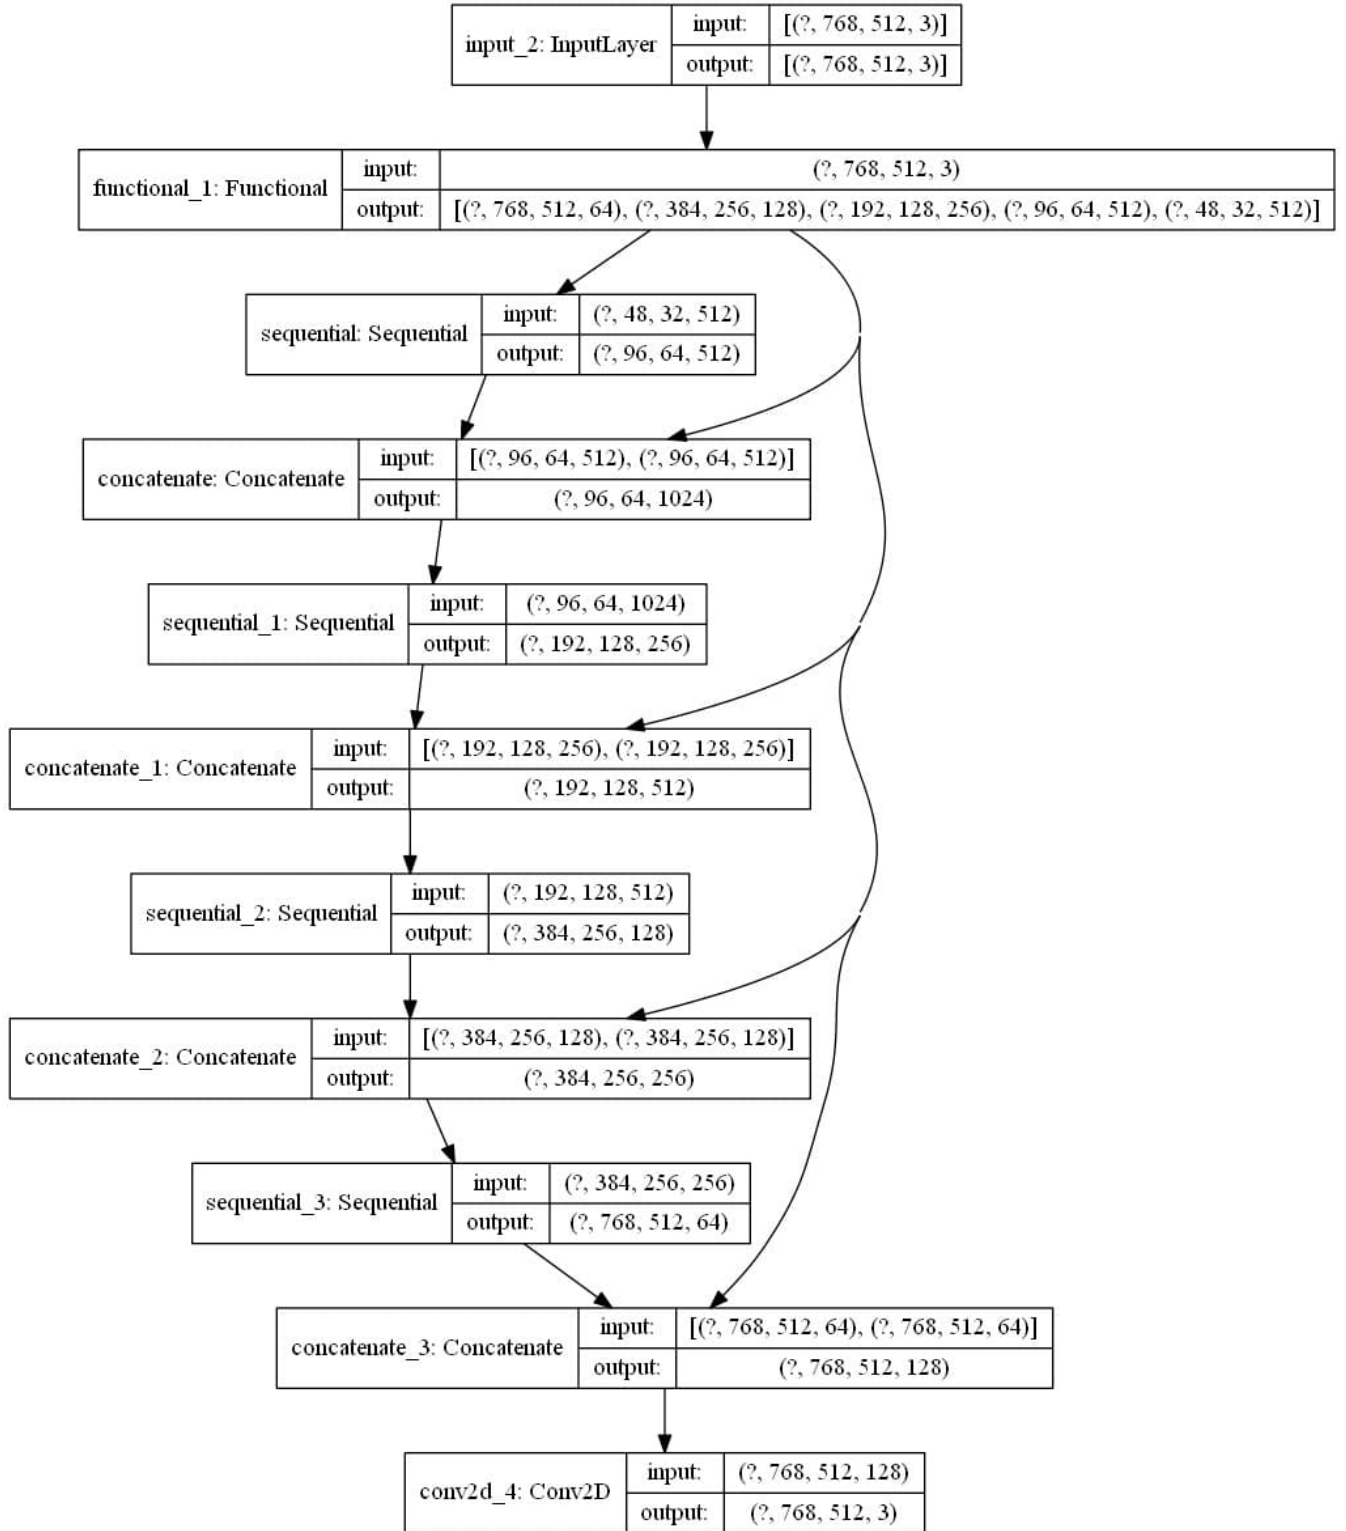 input_2: InputLayer
input: [(?, 768, 512, 3)]
output: [(?, 768, 512, 3)]
functional_1: Functional
input: (?, 768, 512, 3)
output: [(?, 768, 512, 64), (?, 384, 256, 128), (?, 192, 128, 256), (?, 96, 64, 512), (?, 48, 32, 512)]
sequential: Sequential
input: (?, 48, 32, 512)
output: (?, 96, 64, 512)
concatenate: Concatenate
input: [(?, 96, 64, 512), (?, 96, 64, 512)]
output: (?, 96, 64, 1024)
sequential_1: Sequential
input: (?, 96, 64, 1024)
output: (?, 192, 128, 256)
concatenate_1: Concatenate
input: [(?, 192, 128, 256), (?, 192, 128, 256)]
output: (?, 192, 128, 512)
sequential_2: Sequential
input: (?, 192, 128, 512)
output: (?, 384, 256, 128)
concatenate_2: Concatenate
input: [(?, 384, 256, 128), (?, 384, 256, 128)]
output: (?, 384, 256, 256)
sequential_3: Sequential
input: (?, 384, 256, 256)
output: (?, 768, 512, 64)
concatenate_3: Concatenate
input: [(?, 768, 512, 64), (?, 768, 512, 64)]
output: (?, 768, 512, 128)
conv2d_4: Conv2D
input: (?, 768, 512, 128)
output: (?, 768, 512, 3)